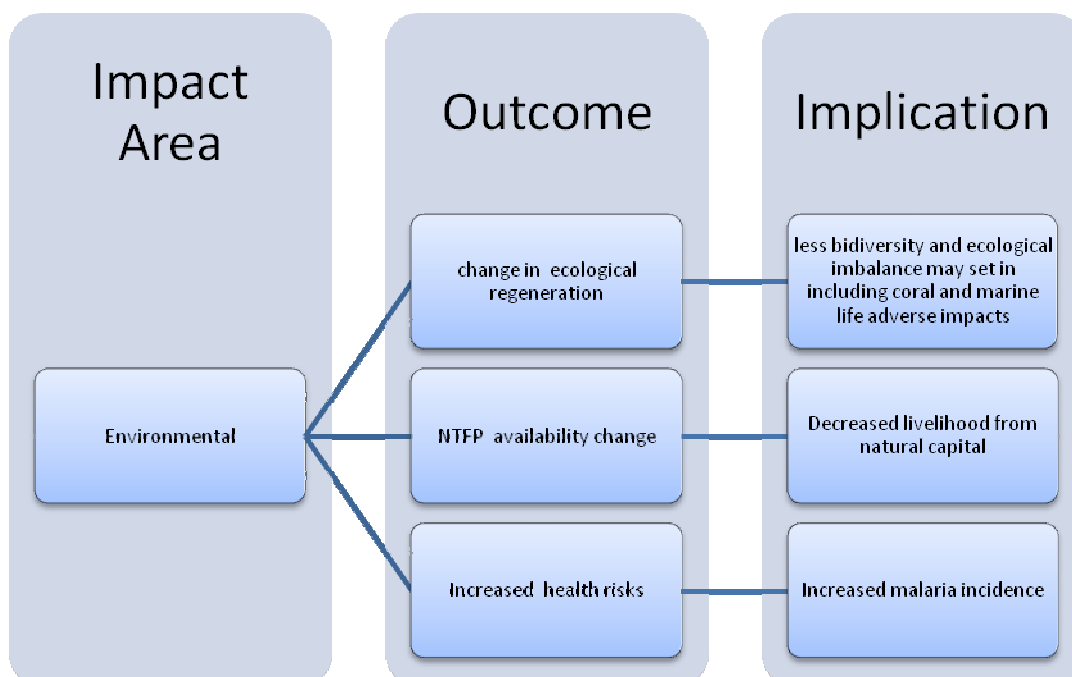 Impact
Area
Outcome
Implication
Environmental
change in ecological
regeneration
NTFP availability change
Increased health risks
less bidiversity and ecological
imbalance may set in
including coral and marine
life adverse impacts
Decreased livelihood from
natural capital
Increased malaria incidence